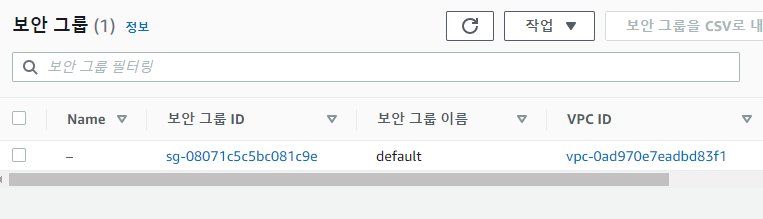 보안 그룹 (1) 정보
작업
보안 그룹을 CSV로 내
보안 그룹 필터링
Name 보안 그룹 ID 보안 그룹 이름 VPC ID
– sg-08071c5c5bc081c9e default vpc-0ad970e7eadbd83f1